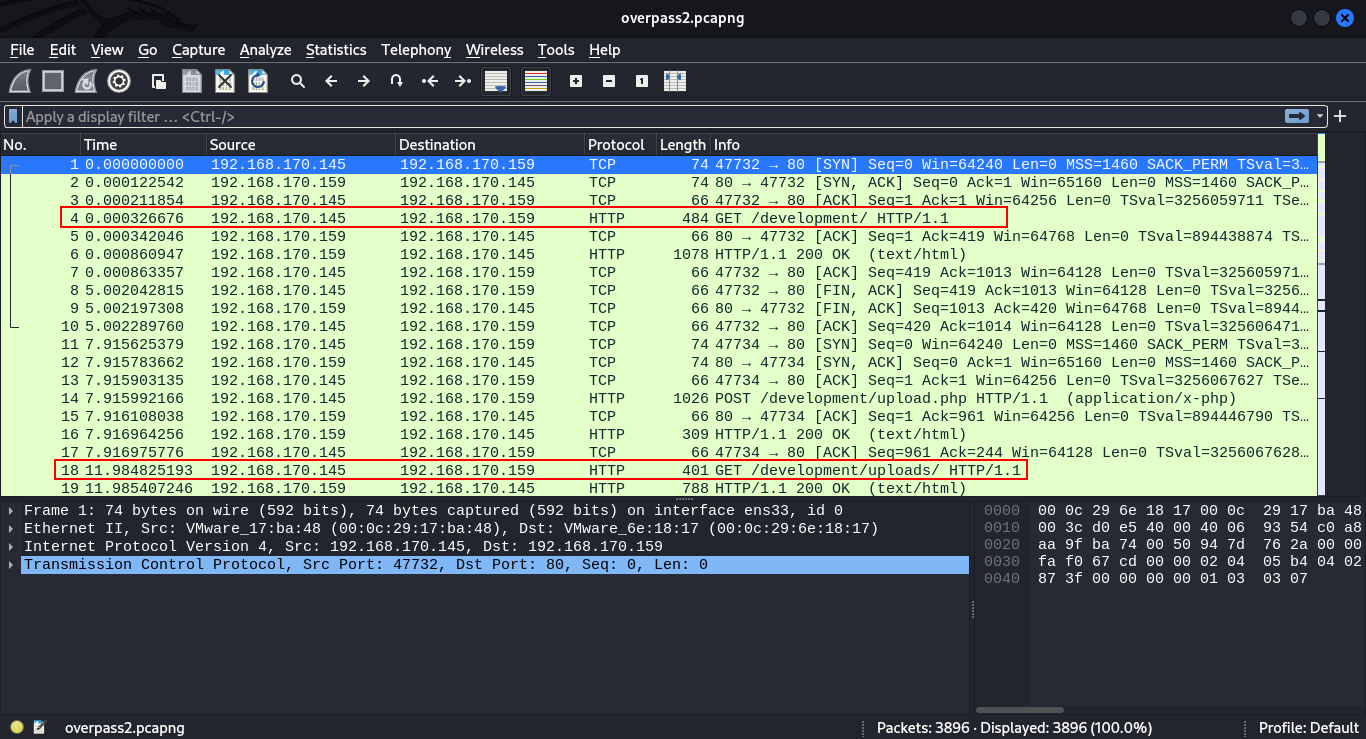 overpass2.pcapng
File Edit View Go Capture Analyze Statistics Telephony Wireless Tools Help
Apply a display filter … <Ctrl-/>
No. Time Source Destination Protocol Length Info
1 0.000000000 192.168.170.145 192.168.170.159 TCP 74 47732 → 80 [SYN] Seq=0 Win=64240 Len=0 MSS=1460 SACK_PERM TSval=3…
2 0.000122542 192.168.170.159 192.168.170.145 TCP 74 80 → 47732 [SYN, ACK] Seq=0 Ack=1 Win=65160 Len=0 MSS=1460 SACK_P…
3 0.000211854 192.168.170.145 192.168.170.159 TCP 66 47732 → 80 [ACK] Seq=1 Ack=1 Win=64256 Len=0 TSval=3256059711 TSe…
4 0.000326676 192.168.170.145 192.168.170.159 HTTP 484 GET /development/ HTTP/1.1
5 0.000342046 192.168.170.159 192.168.170.145 TCP 66 80 → 47732 [ACK] Seq=1 Ack=419 Win=64768 Len=0 TSval=894438874 TS…
6 0.000860947 192.168.170.159 192.168.170.145 HTTP 1078 HTTP/1.1 200 OK (text/html)
7 0.000863357 192.168.170.145 192.168.170.159 TCP 66 47732 → 80 [ACK] Seq=419 Ack=1013 Win=64128 Len=0 TSval=325605971…
8 5.002042815 192.168.170.145 192.168.170.159 TCP 66 47732 → 80 [FIN, ACK] Seq=419 Ack=1013 Win=64128 Len=0 TSval=3256…
9 5.002197308 192.168.170.159 192.168.170.145 TCP 66 80 → 47732 [FIN, ACK] Seq=1013 Ack=420 Win=64768 Len=0 TSval=8944…
10 5.002289760 192.168.170.145 192.168.170.159 TCP 66 47732 → 80 [ACK] Seq=420 Ack=1014 Win=64128 Len=0 TSval=325606471…
11 7.915625379 192.168.170.145 192.168.170.159 TCP 74 47734 → 80 [SYN] Seq=0 Win=64240 Len=0 MSS=1460 SACK_PERM TSval=3…
12 7.915783662 192.168.170.159 192.168.170.145 TCP 74 80 → 47734 [SYN, ACK] Seq=0 Ack=1 Win=65160 Len=0 MSS=1460 SACK_P…
13 7.915903135 192.168.170.145 192.168.170.159 TCP 66 47734 → 80 [ACK] Seq=1 Ack=1 Win=64256 Len=0 TSval=3256067627 TSe…
14 7.915992166 192.168.170.145 192.168.170.159 HTTP 1026 POST /development/upload.php HTTP/1.1 (application/x-php)
15 7.916108038 192.168.170.159 192.168.170.145 TCP 66 80 → 47734 [ACK] Seq=1 Ack=961 Win=64256 Len=0 TSval=894446790 TS…
16 7.916964256 192.168.170.159 192.168.170.145 HTTP 309 HTTP/1.1 200 OK (text/html)
17 7.916975776 192.168.170.145 192.168.170.159 TCP 66 47734 → 80 [ACK] Seq=961 Ack=244 Win=64128 Len=0 TSval=3256067628…
18 11.984825193 192.168.170.145 192.168.170.159 HTTP 401 GET /development/uploads/ HTTP/1.1
19 11.985407246 192.168.170.159 192.168.170.145 HTTP 788 HTTP/1.1 200 OK (text/html)
Frame 1: 74 bytes on wire (592 bits), 74 bytes captured (592 bits) on interface ens33, id 0
Ethernet II, Src: VMware_17:ba:48 (00:0c:29:17:ba:48), Dst: VMware_6e:18:17 (00:0c:29:6e:18:17)
Internet Protocol Version 4, Src: 192.168.170.145, Dst: 192.168.170.159
Transmission Control Protocol, Src Port: 47732, Dst Port: 80, Seq: 0, Len: 0
0000 00 0c 29 6e 18 17 00 0c 29 17 ba 48
0010 00 3c d0 e5 40 00 40 06 93 54 c0 a8
0020 aa 9f ba 74 00 50 94 7d 76 2a 00 00
0030 fa f0 67 cd 00 00 02 04 05 b4 04 02
0040 87 3f 00 00 00 00 01 03 03 07
overpass2.pcapng Packets: 3896 · Displayed: 3896 (100.0%) Profile: Default